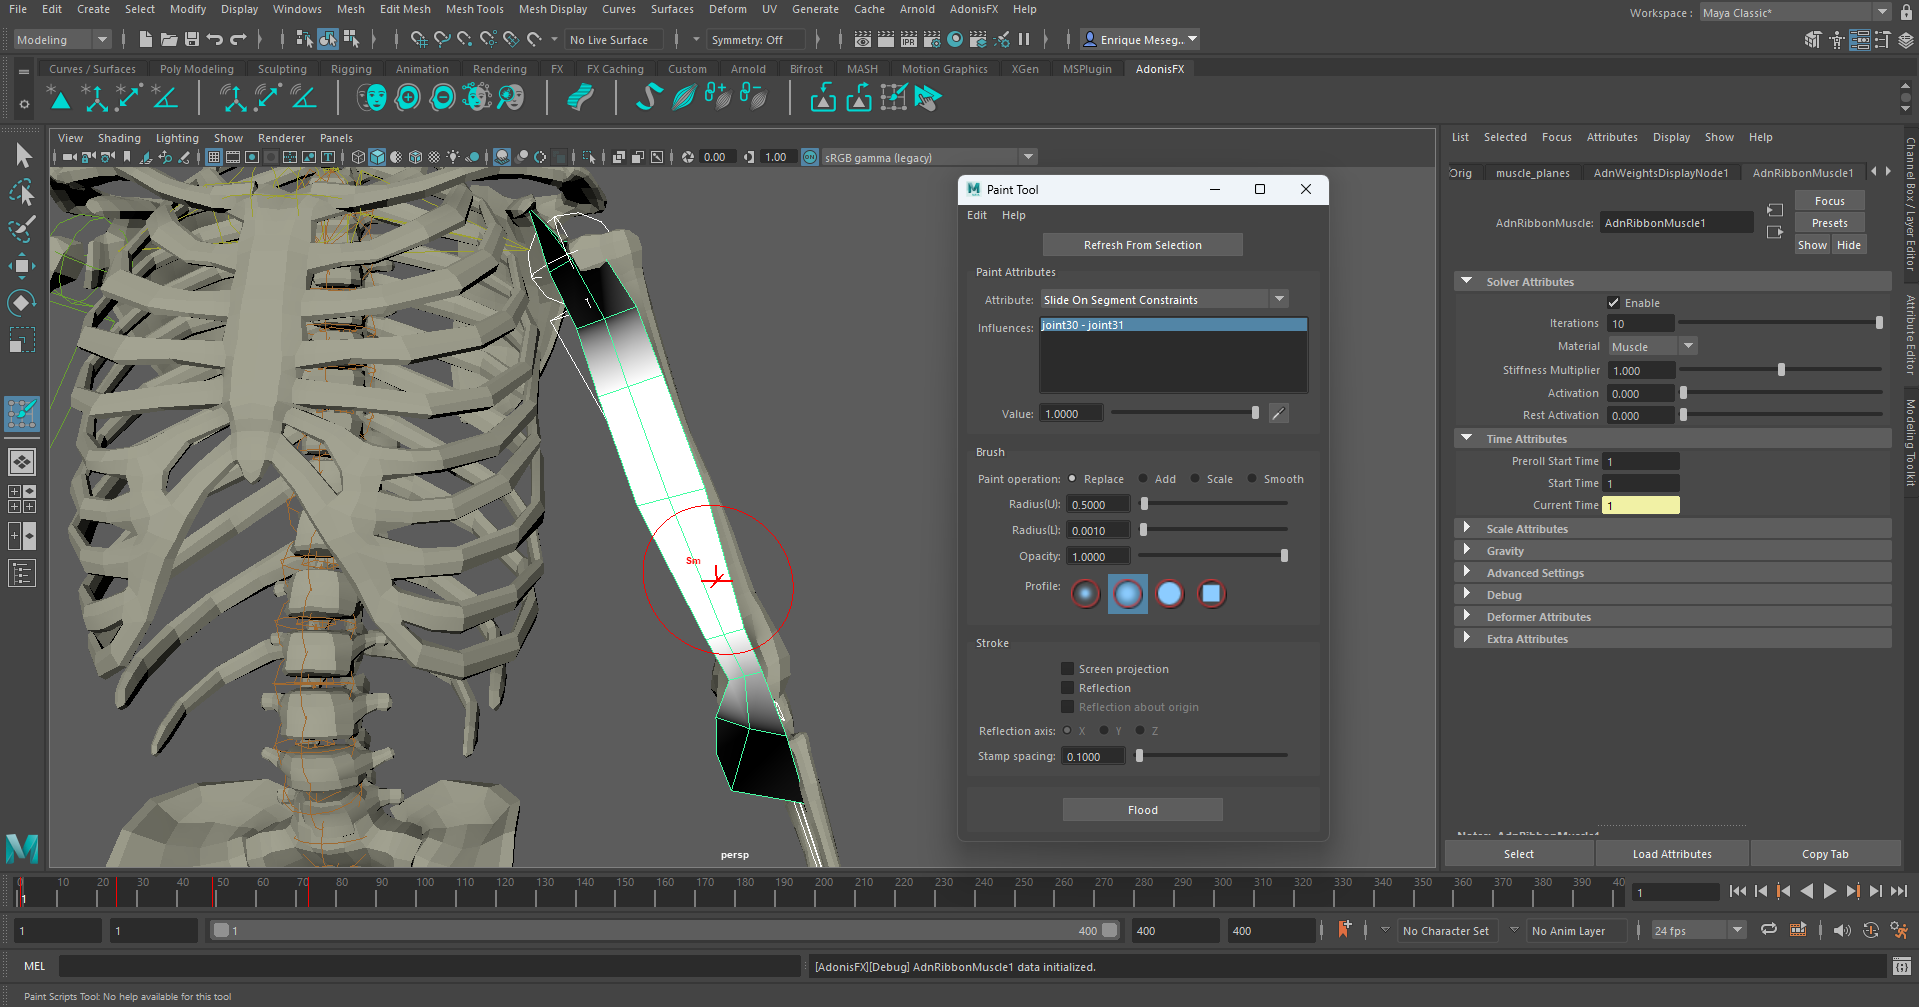 File Edit Create Select Modify Display Windows Mesh Edit Mesh Mesh Tools Mesh Display Curves Surfaces Deform UV Generate Cache Arnold AdonisFX Help
Workspace : Maya Classic*
Modeling No Live Surface Symmetry: Off IPR Enrique Meseg...
Curves / Surfaces Poly Modeling Sculpting Rigging Animation Rendering FX FX Caching Custom Arnold Bifrost MASH Motion Graphics XGen MSPlugin AdonisFX
View Shading Lighting Show Renderer Panels
0.00 1.00 ON sRGB gamma (legacy)
Sm
persp
Paint Tool
Edit Help
Refresh From Selection
Paint Attributes
Attribute: Slide On Segment Constraints
Influences: joint30 - joint31
Value: 1.0000
Brush
Paint operation: Replace Add Scale Smooth
Radius(U): 0.5000
Radius(L): 0.0010
Opacity: 1.0000
Profile:
Stroke
Screen projection
Reflection
Reflection about origin
Reflection axis: X Y Z
Stamp spacing: 0.1000
Flood
List Selected Focus Attributes Display Show Help
Orig muscle_planes AdnWeightsDisplayNode1 AdnRibbonMuscle1
Focus
AdnRibbonMuscle: AdnRibbonMuscle1 Presets
Show Hide
Solver Attributes
Enable
Iterations 10
Material Muscle
Stiffness Multiplier 1.000
Activation 0.000
Rest Activation 0.000
Time Attributes
Preroll Start Time 1
Start Time 1
Current Time 1
Scale Attributes
Gravity
Advanced Settings
Debug
Deformer Attributes
Extra Attributes
Notes: AdnRibbonMuscle1
Select Load Attributes Copy Tab
Channel Box / Layer Editor
Attribute Editor
Modeling Toolkit
0 10 20 30 40 50 60 70 80 90 100 110 120 130 140 150 160 170 180 190 200 210 220 230 240 250 260 270 280 290 300 310 320 330 340 350 360 370 380 390 40
1 1
1 1 1 400 400 400 No Character Set No Anim Layer 24 fps
MEL [AdonisFX][Debug] AdnRibbonMuscle1 data initialized.
Paint Scripts Tool: No help available for this tool